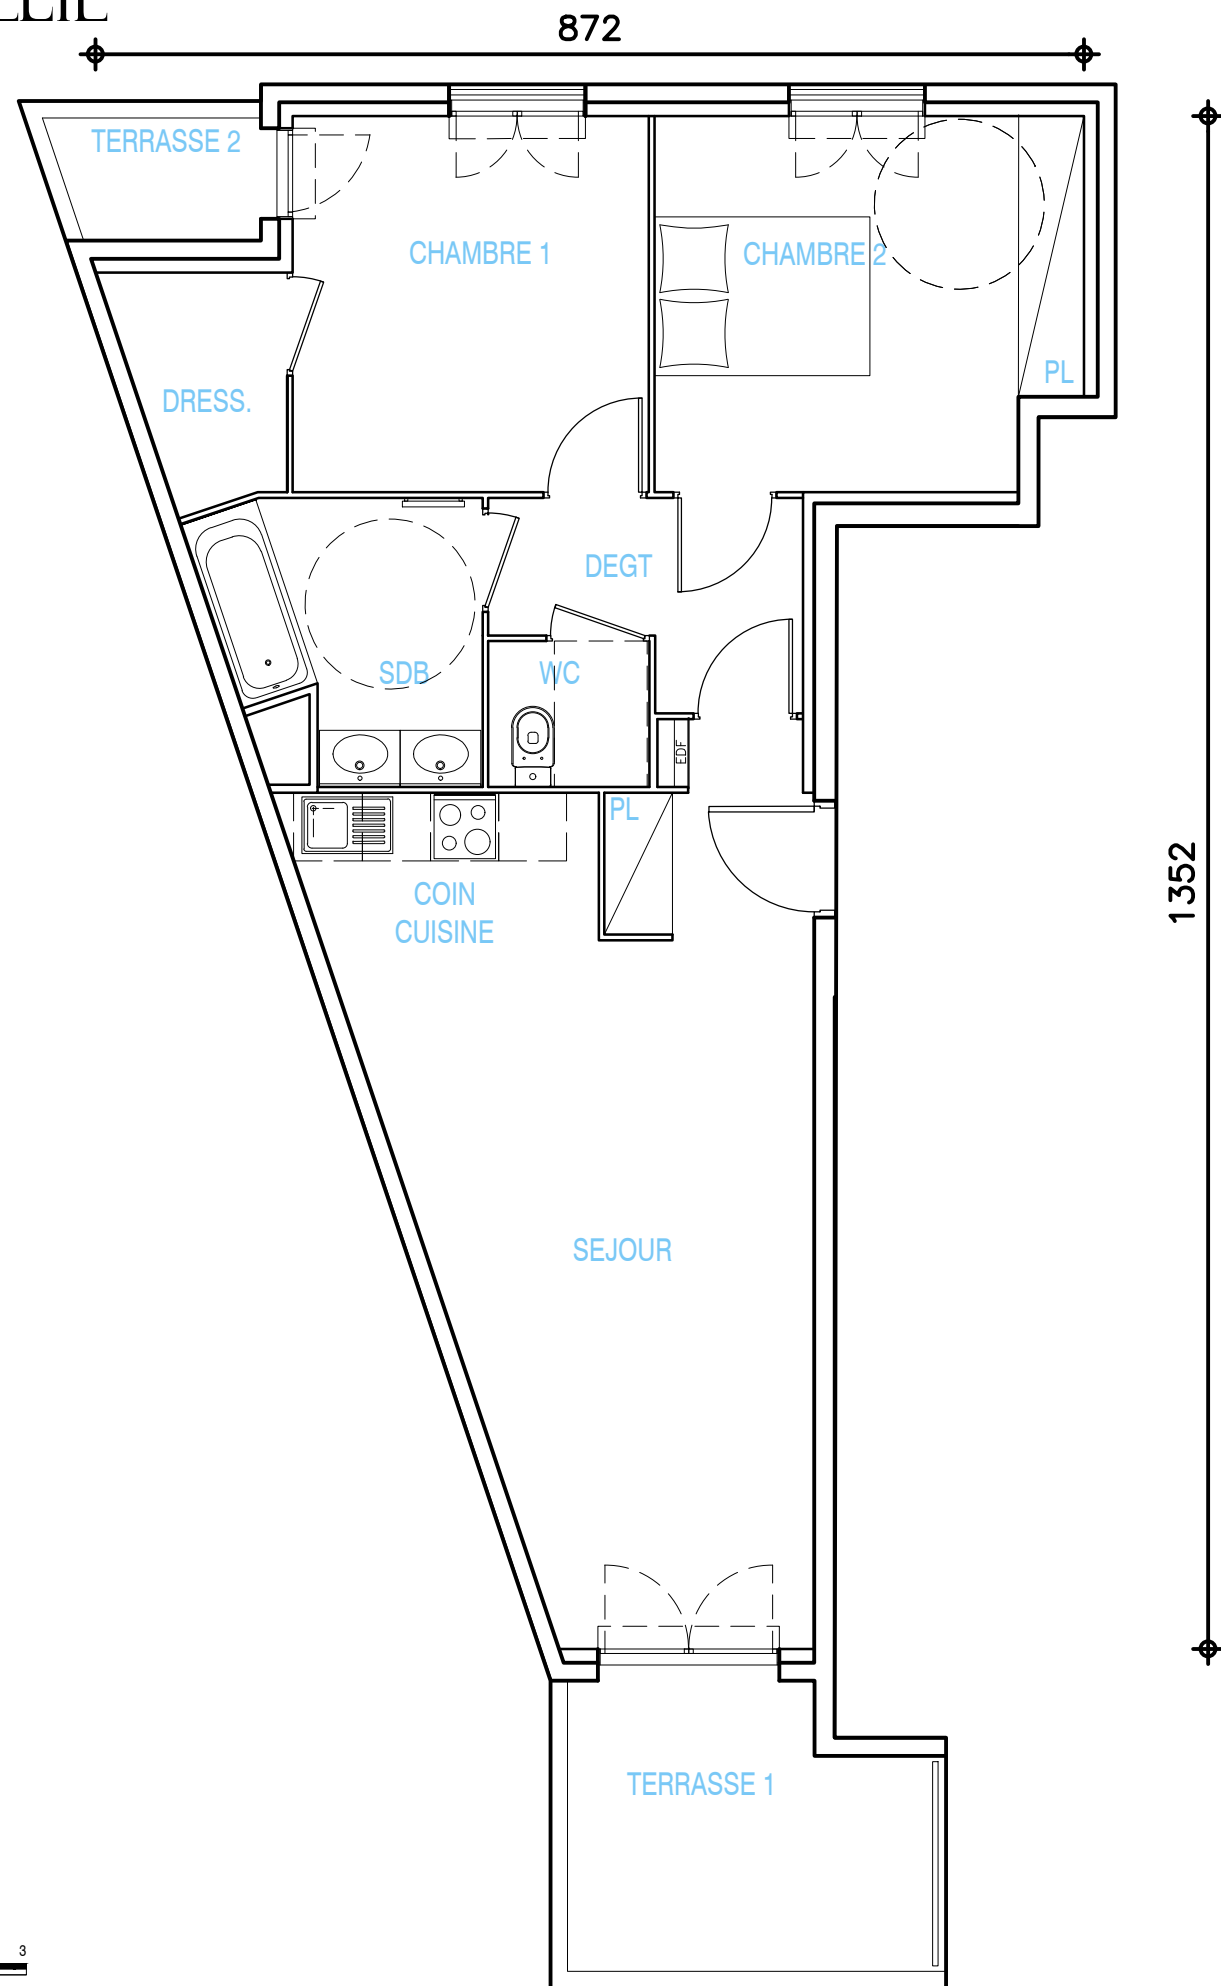 872
TERRASSE 2
CHAMBRE 1
CHAMBRE 2
PL
DRESS.
DEGT
SDB
WC
EDF
PL
COIN
CUISINE
1352
SEJOUR
TERRASSE 1
3